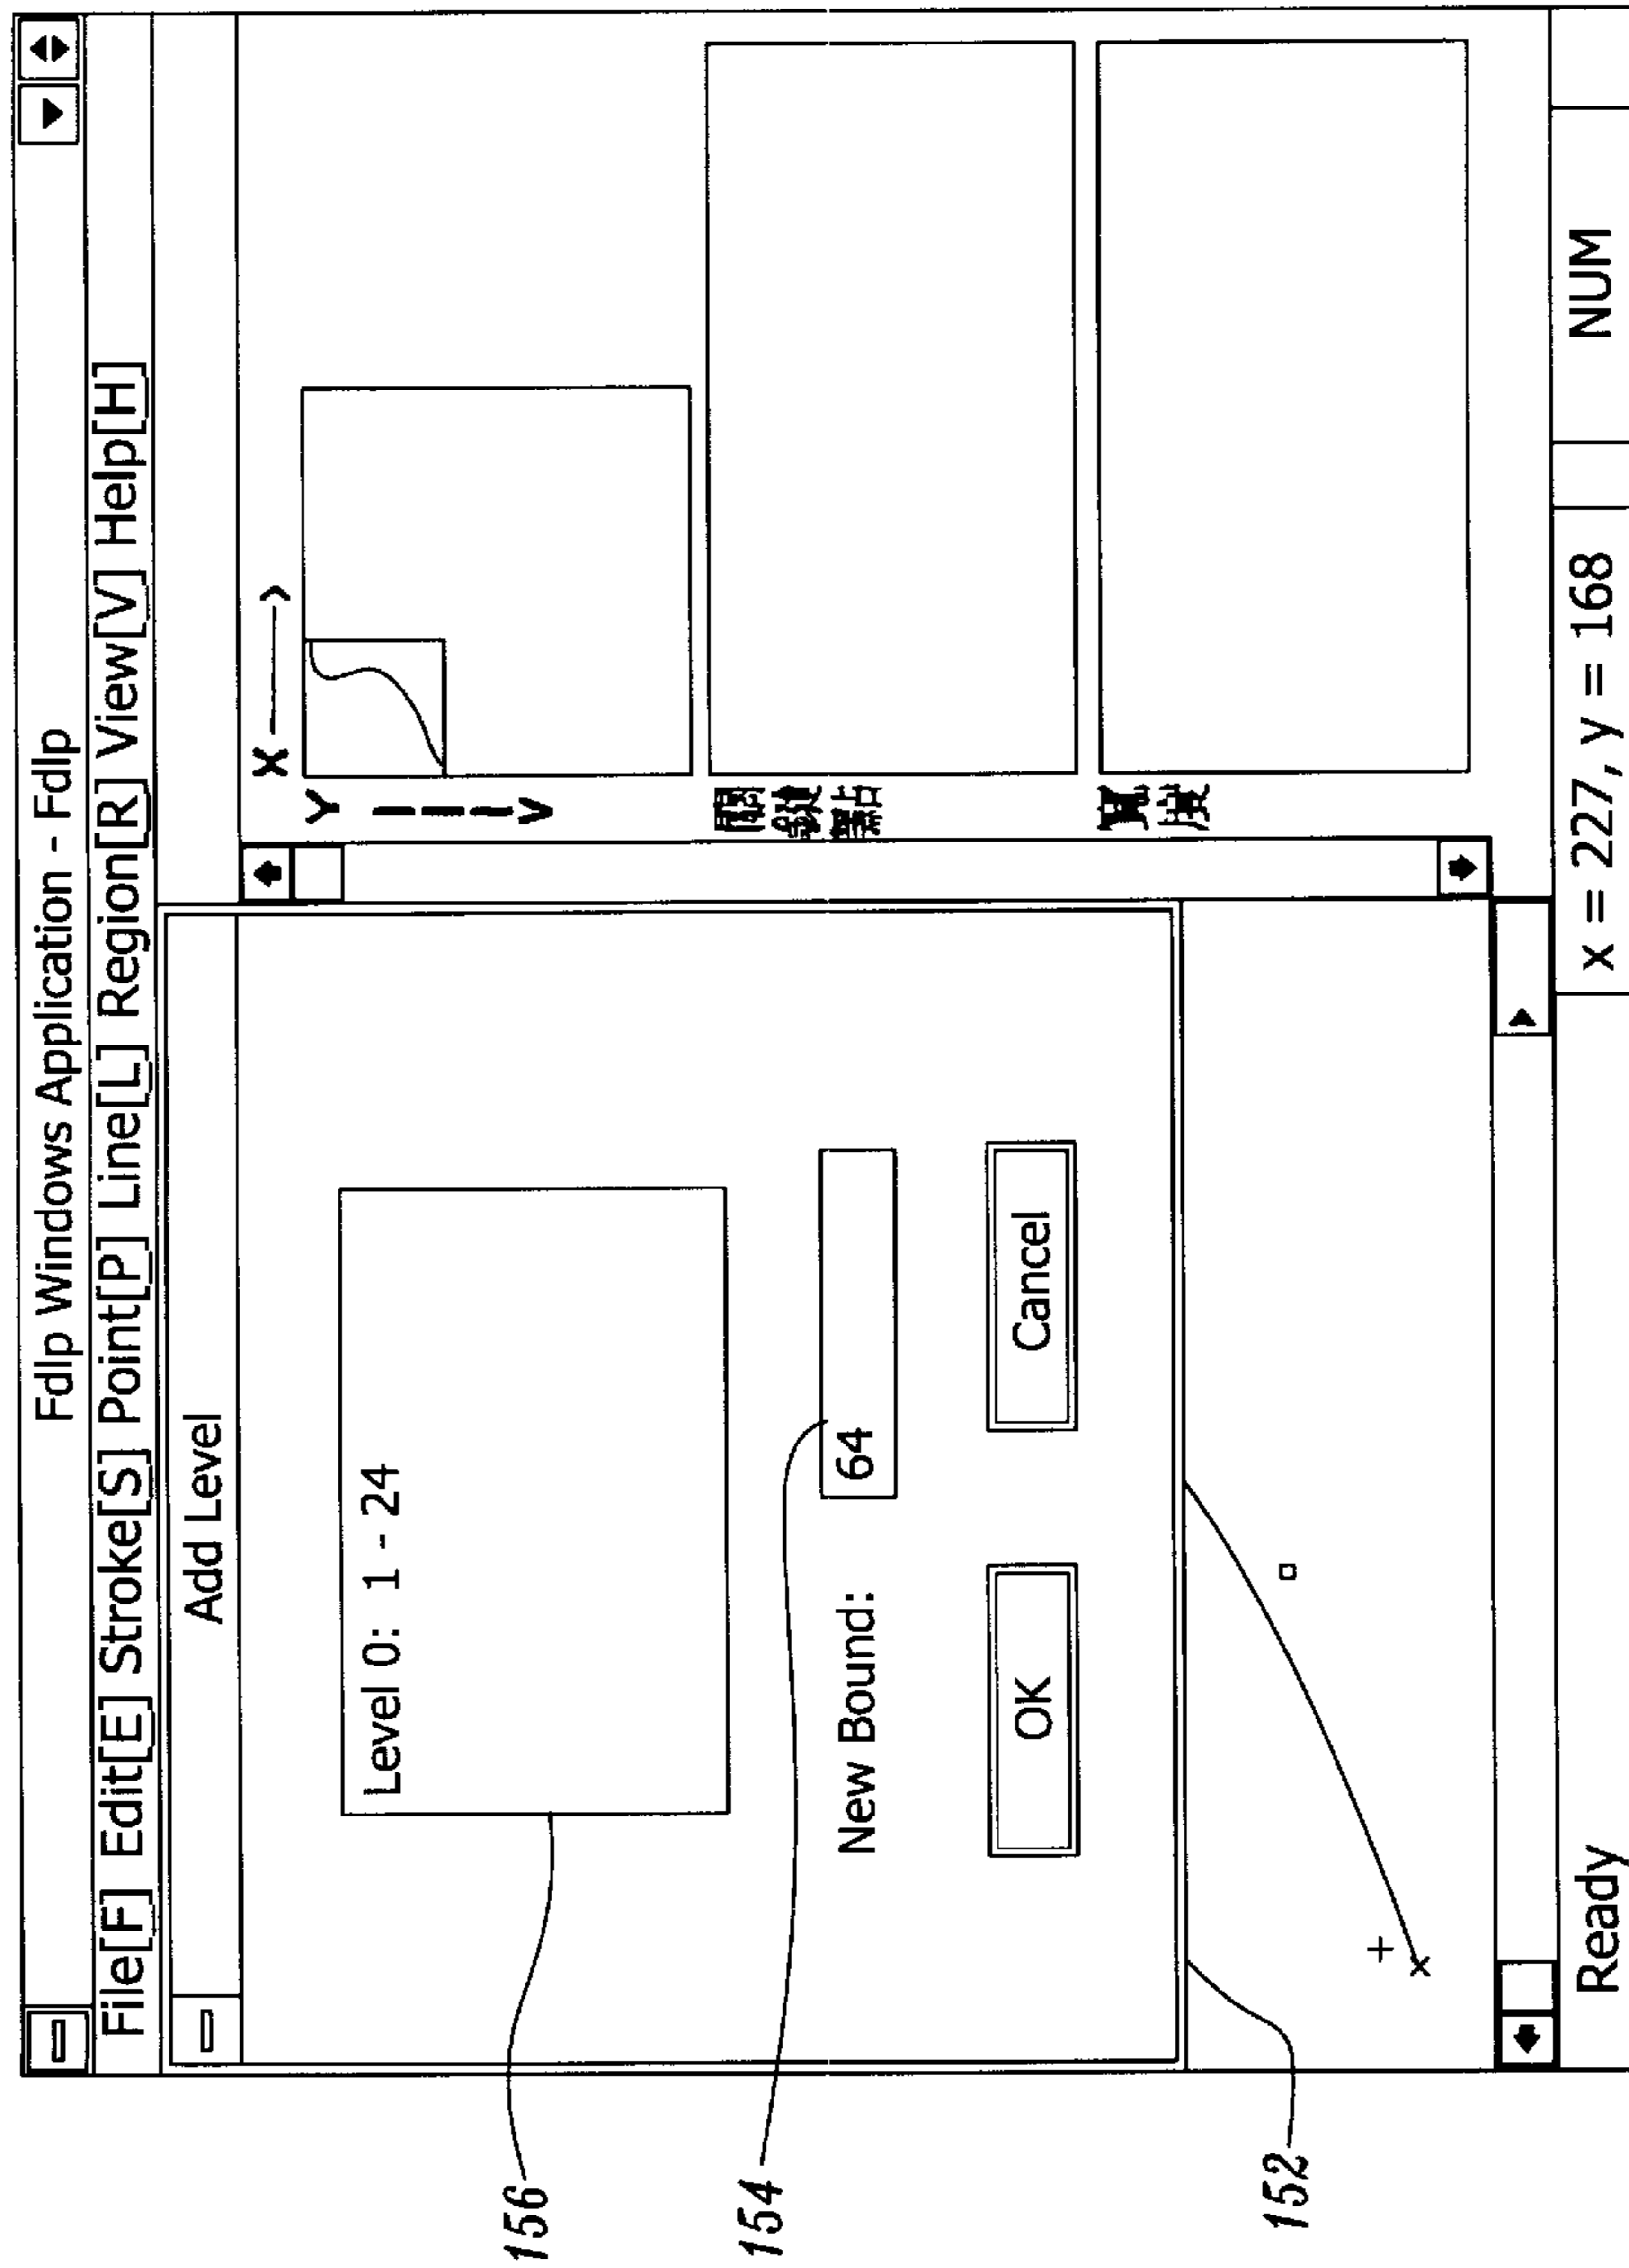 Fdlp Windows Application - Fdlp
File[F] Edit[E] Stroke[S] Point[P] Line[L] Region[R] View[V] Help[H]
Add Level
Level 0: 1 - 24
New Bound: 64
OK Cancel
X
Y
Ready
x = 227, y = 168
NUM
156
154
152